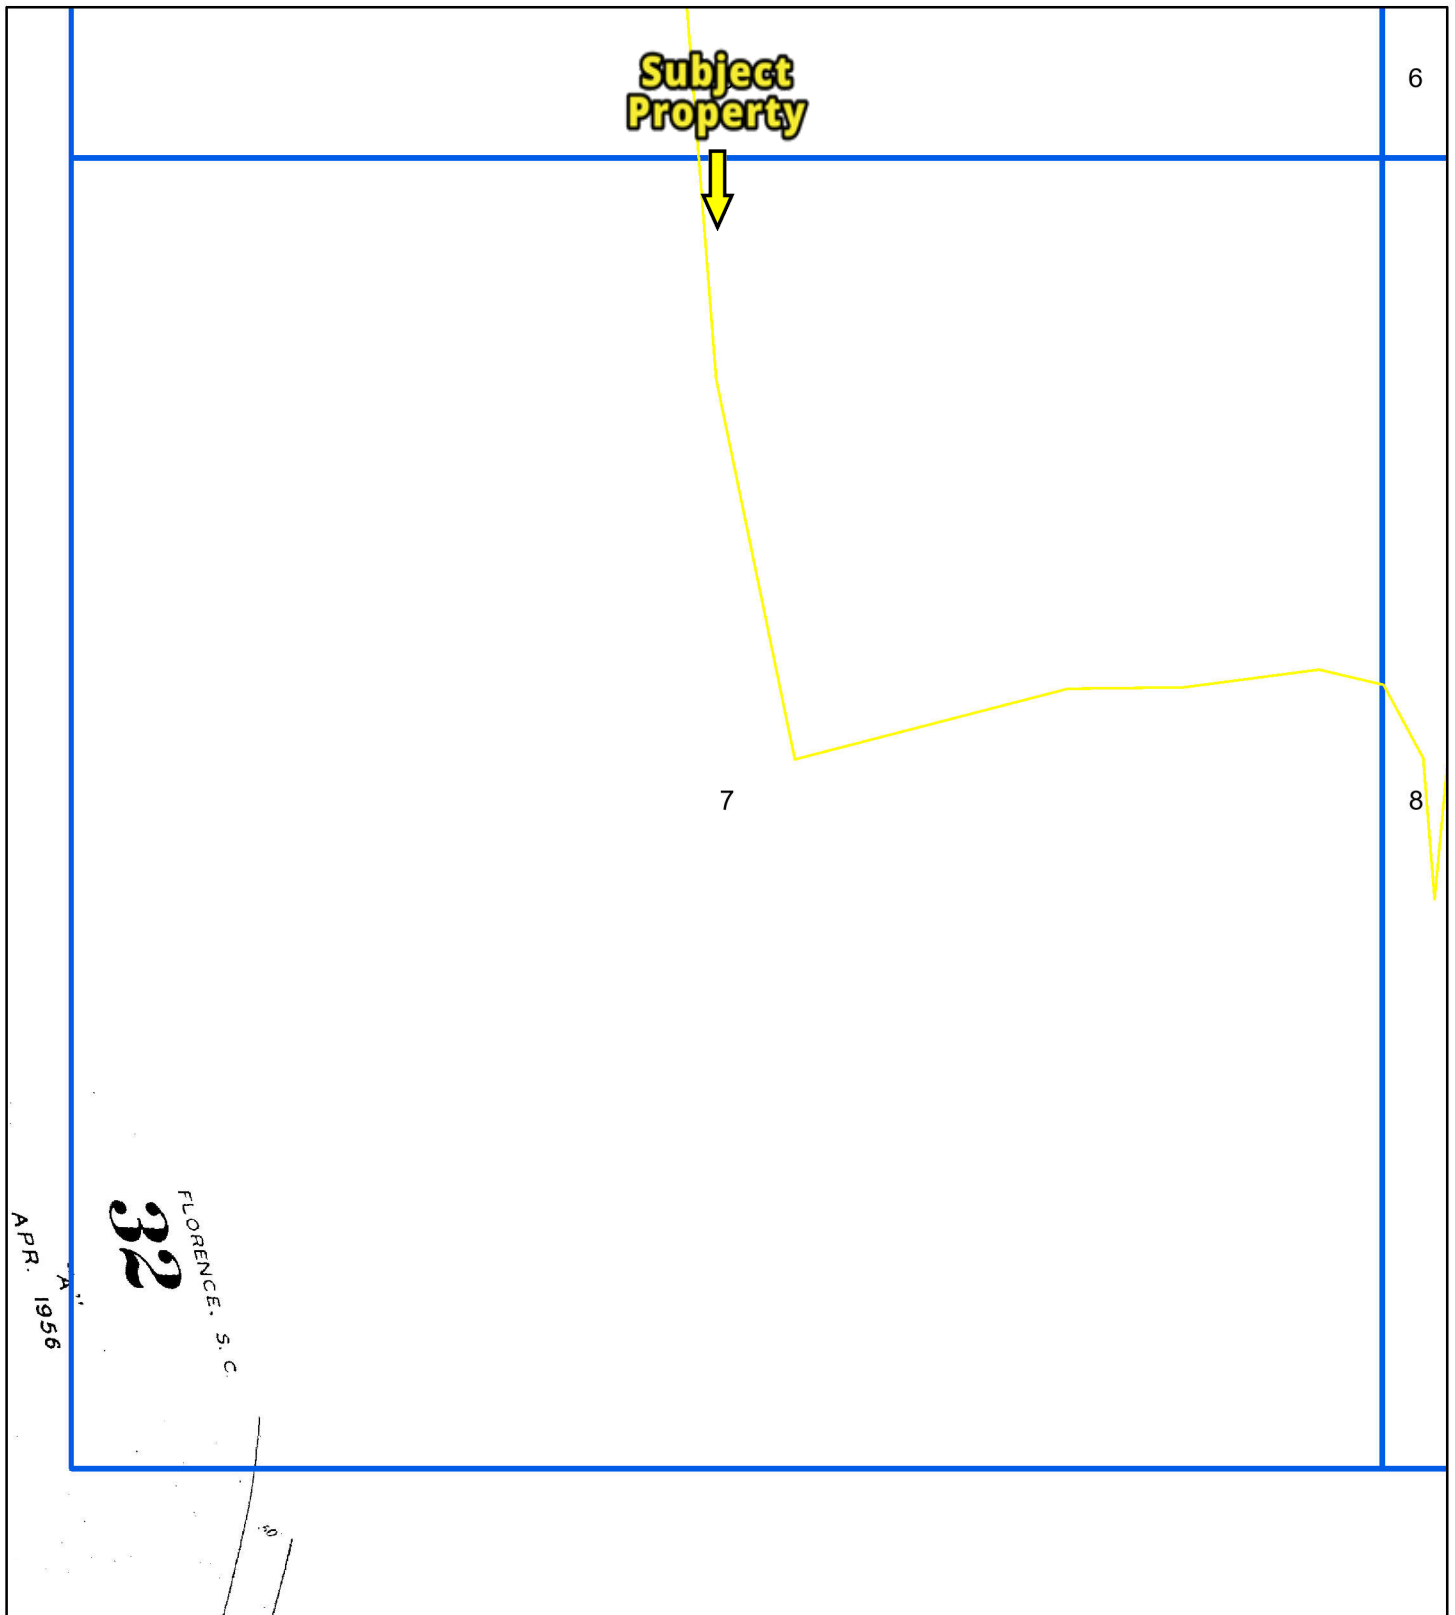 Subject
Property
6
7
8
FLORENCE, S. C.
32
"A"
APR. 1956